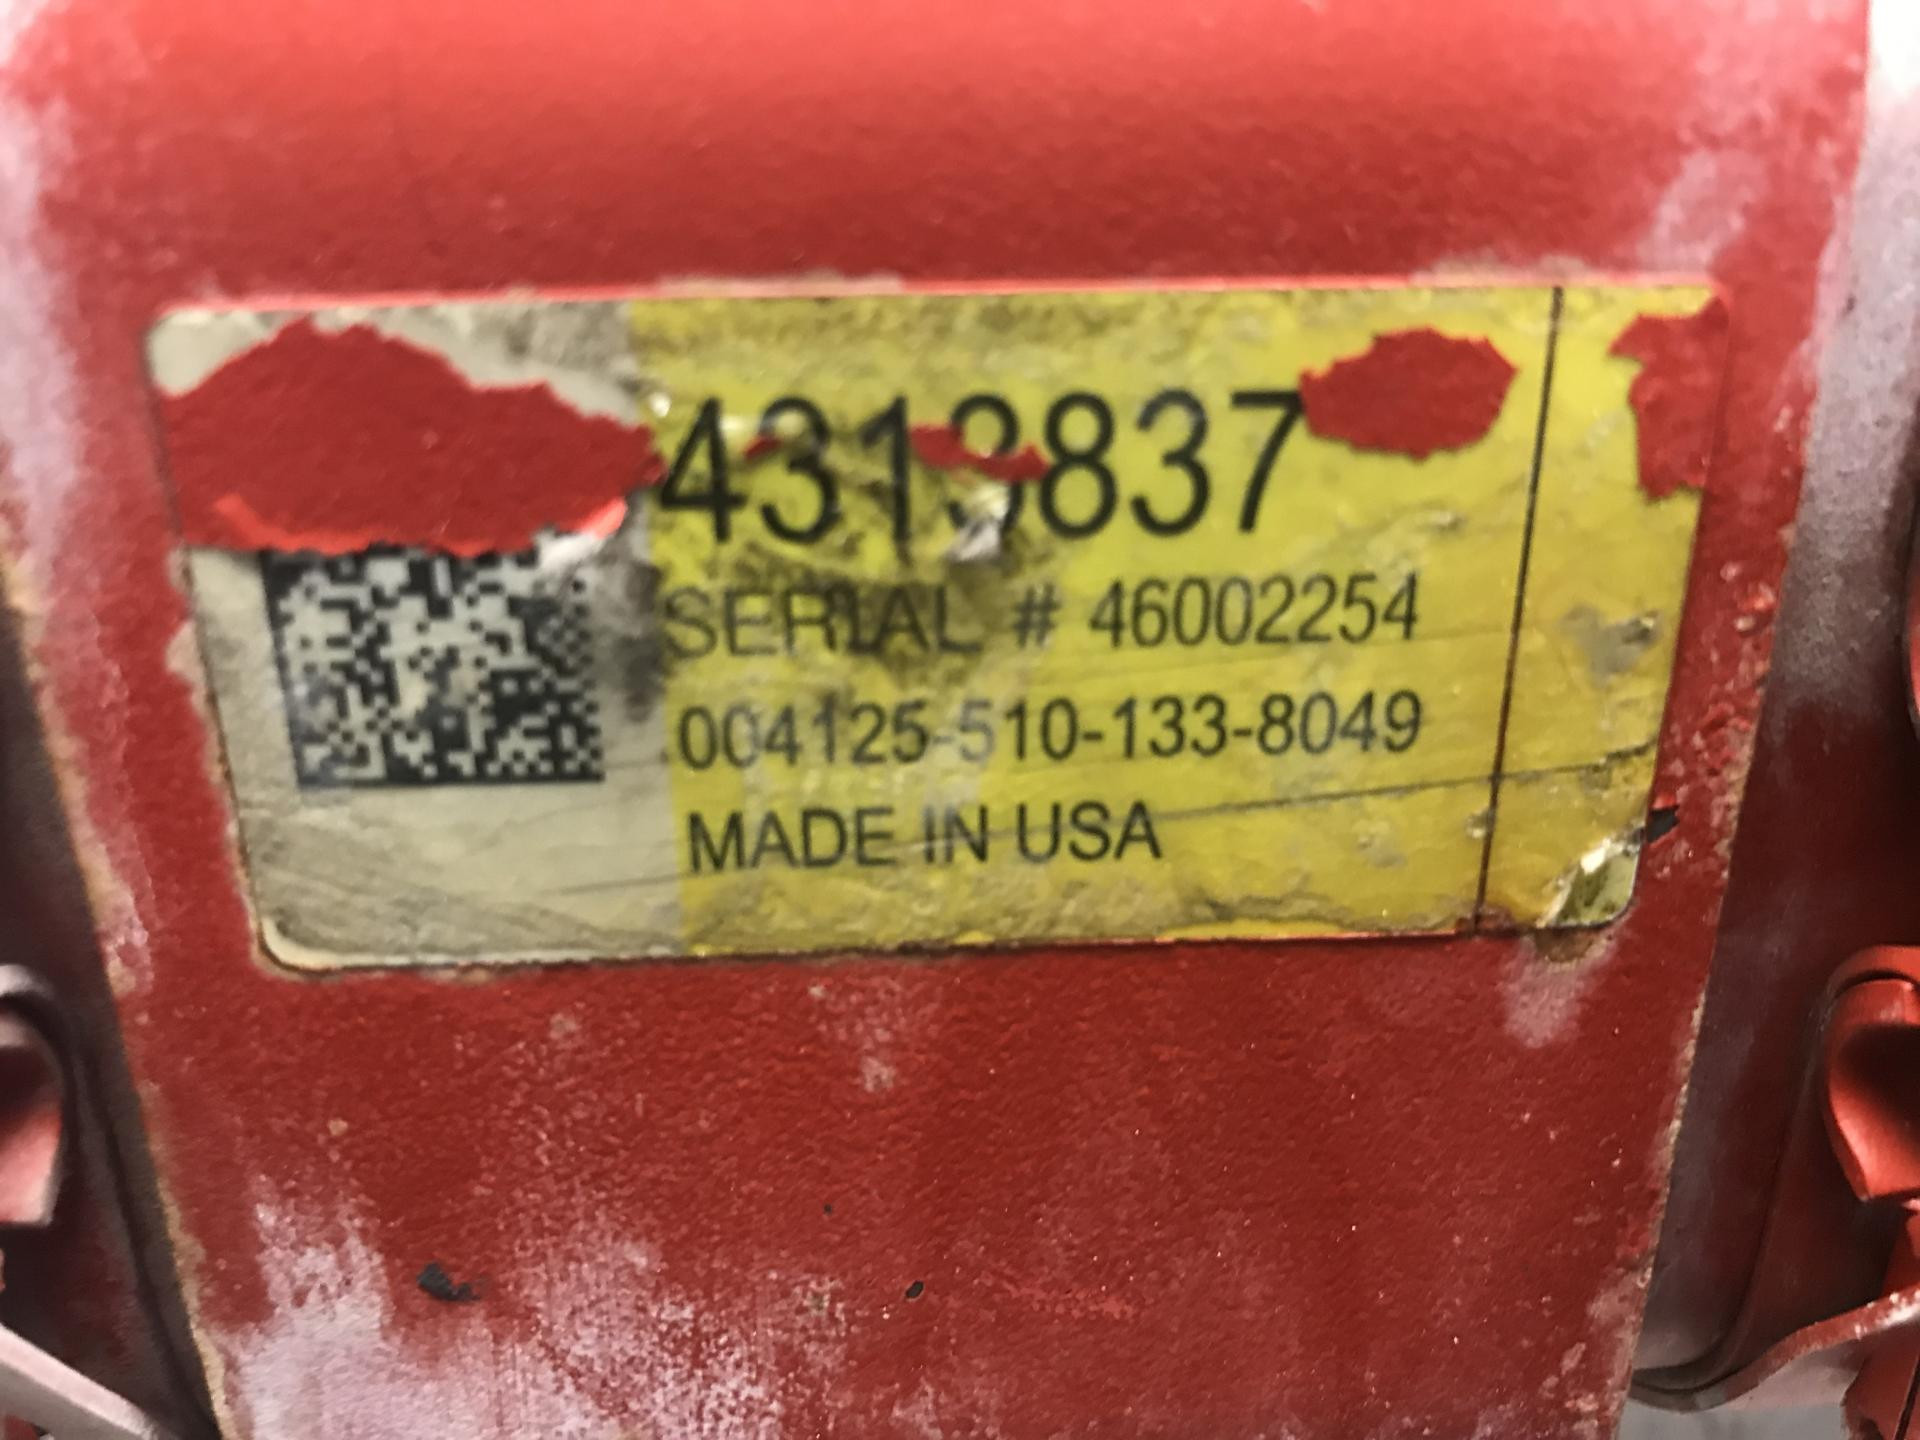 SERIAL # 46002254
004125-510-133-8049
MADE IN USA